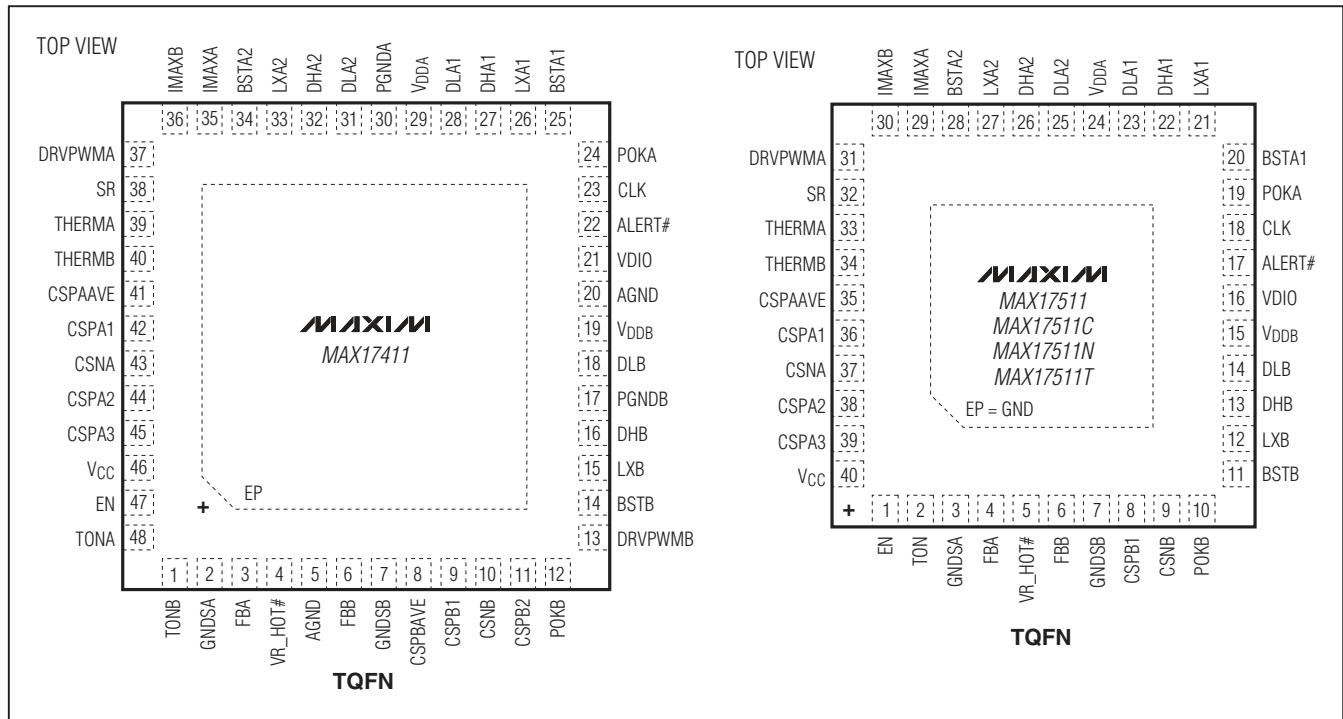 TOP VIEW
IMAXB IMAXA BSTA2 LXA2 DHA2 DLA2 PGNDA VDDA DLA1 DHA1 LXA1 BSTA1
36 35 34 33 32 31 30 29 28 27 26 25
DRVPWMA 37
SR 38
THERMA 39
THERMB 40
CSPAAVE 41
CSPA1 42
CSNA 43
CSPA2 44
CSPA3 45
VCC 46
EN 47
TONA 48
MAXIM
MAX17411
EP
+
24 POKA
23 CLK
22 ALERT#
21 VDIO
20 AGND
19 VDDB
18 DLB
17 PGNDB
16 DHB
15 LXB
14 BSTB
13 DRVPWMB
1 2 3 4 5 6 7 8 9 10 11 12
TONB GNDSA FBA VR_HOT# AGND FBB GNDSB CSPBAVE CSPB1 CSNB CSPB2 POKB
TQFN
TOP VIEW
IMAXB IMAXA BSTA2 LXA2 DHA2 DLA2 VDDA DLA1 DHA1 LXA1
30 29 28 27 26 25 24 23 22 21
DRVPWMA 31
SR 32
THERMA 33
THERMB 34
CSPAAVE 35
CSPA1 36
CSNA 37
CSPA2 38
CSPA3 39
VCC 40
MAXIM
MAX17511
MAX17511C
MAX17511N
MAX17511T
EP = GND
20 BSTA1
19 POKA
18 CLK
17 ALERT#
16 VDIO
15 VDDB
14 DLB
13 DHB
12 LXB
11 BSTB
+ 1 2 3 4 5 6 7 8 9 10
EN TON GNDSA FBA VR_HOT# FBB GNDSB CSPB1 CSNB POKB
TQFN